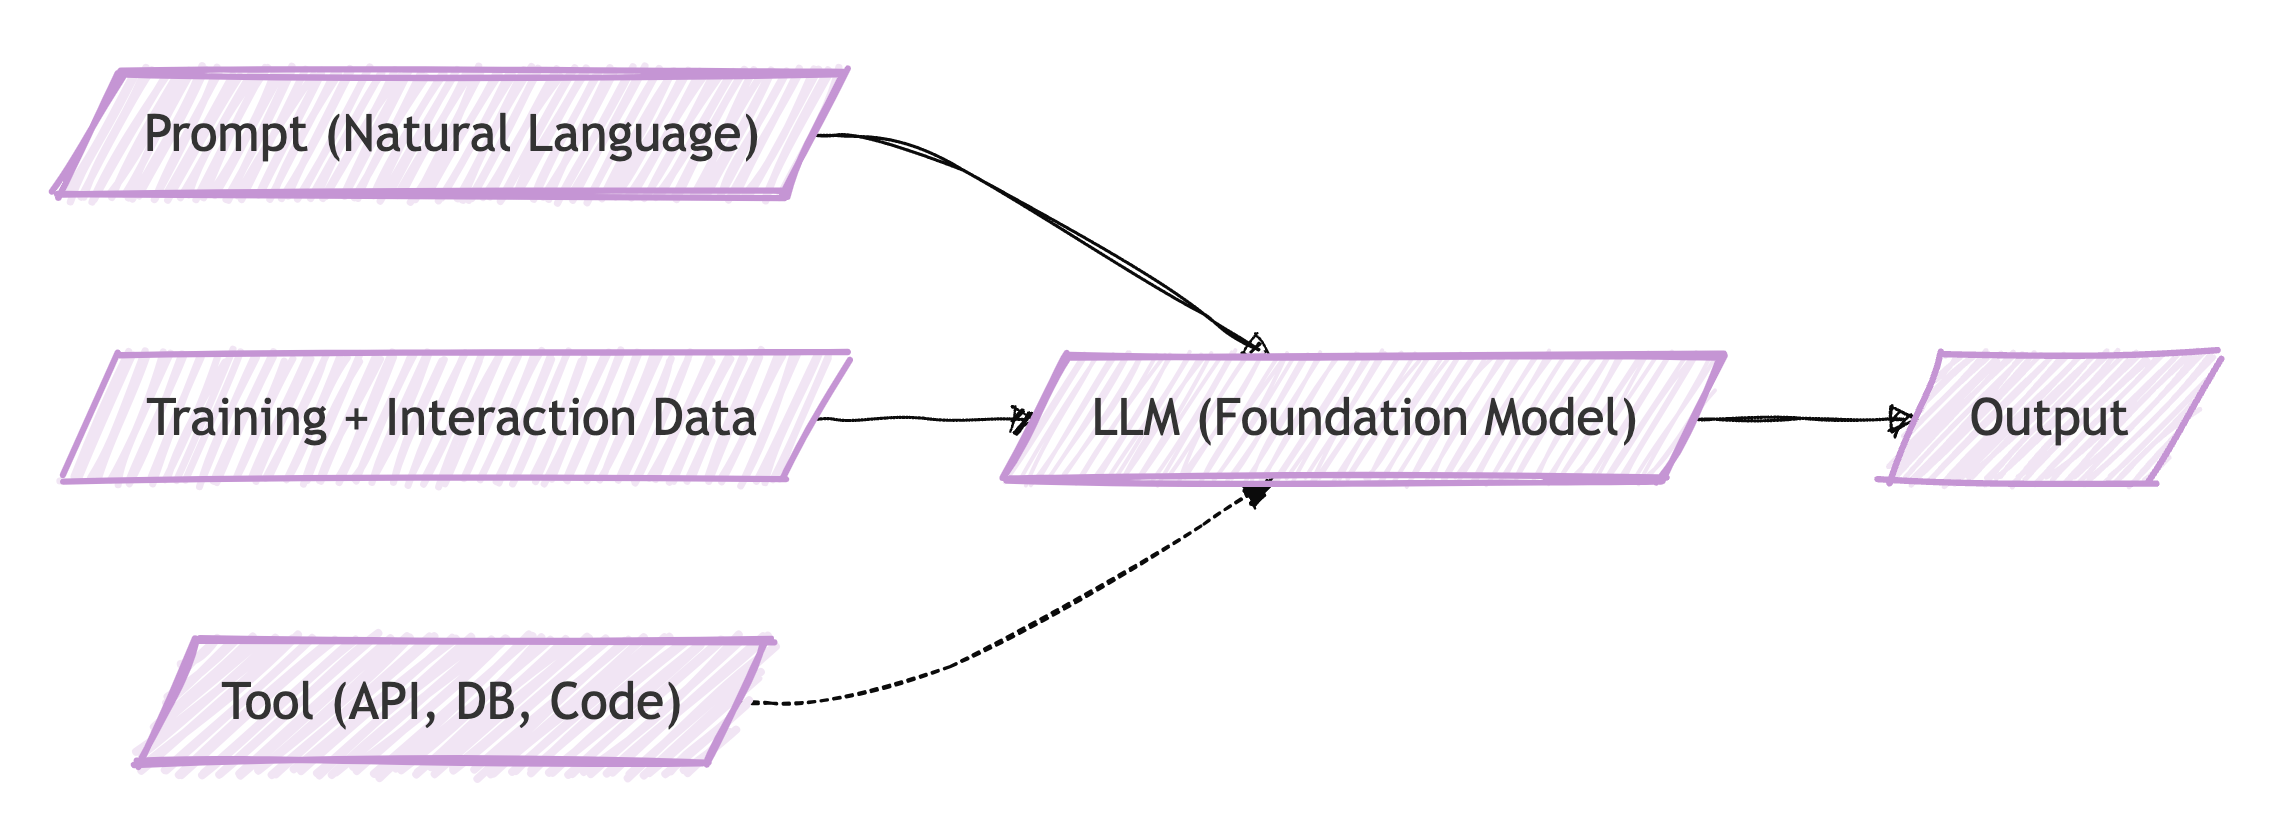 Prompt (Natural Language)
Training + Interaction Data
LLM (Foundation Model)
Output
Tool (API, DB, Code)